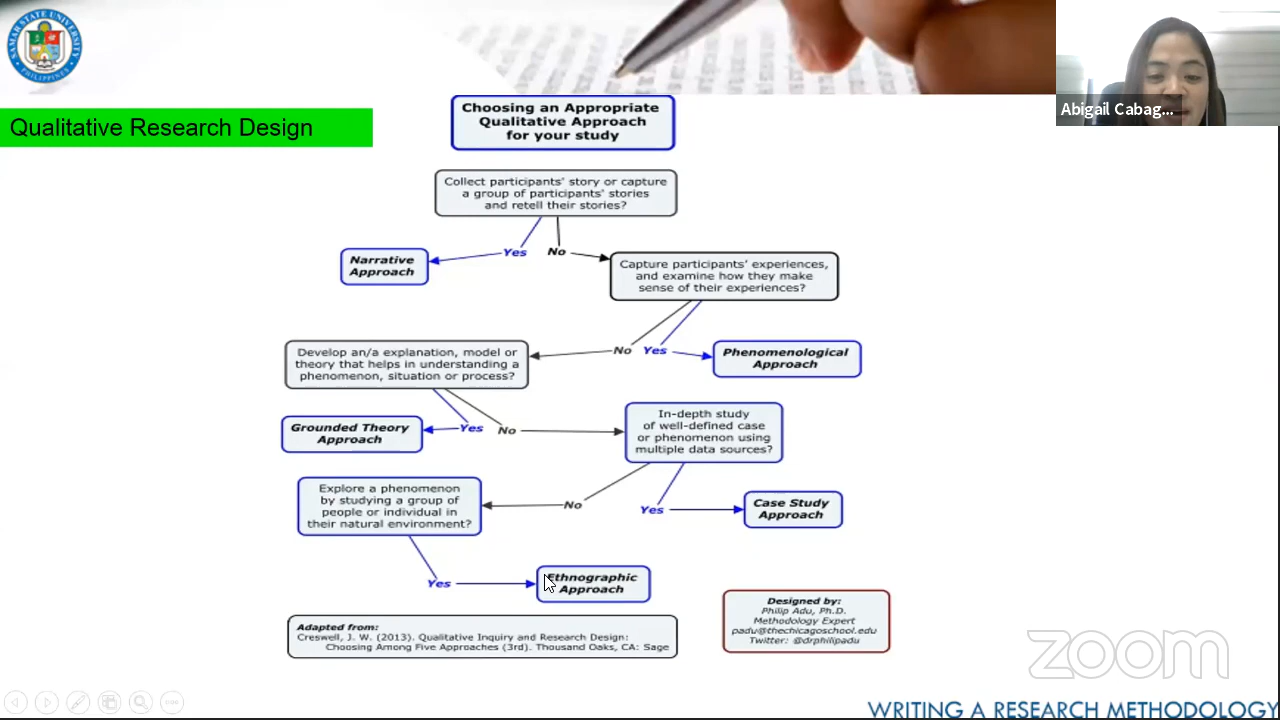 SAMAR STATE UNIVERSITY
PHILIPPINES
Abigail Cabag...
Qualitative Research Design
Choosing an Appropriate
Qualitative Approach
for your study
Collect participants' story or capture
a group of participants' stories
and retell their stories?
Yes
No
Narrative
Approach
Capture participants' experiences,
and examine how they make
sense of their experiences?
No
Yes
Phenomenological
Approach
Develop an/a explanation, model or
theory that helps in understanding a
phenomenon, situation or process?
Yes
No
Grounded Theory
Approach
In-depth study
of well-defined case
or phenomenon using
multiple data sources?
No
Yes
Case Study
Approach
Explore a phenomenon
by studying a group of
people or individual in
their natural environment?
Yes
Ethnographic
Approach
Adapted from:
Creswell, J. W. (2013). Qualitative Inquiry and Research Design:
Choosing Among Five Approaches (3rd). Thousand Oaks, CA: Sage
Designed by:
Philip Adu, Ph.D.
Methodology Expert
padu@thechicagoschool.edu
Twitter: @drphilipadu
zoom
WRITING A RESEARCH METHODOLOGY